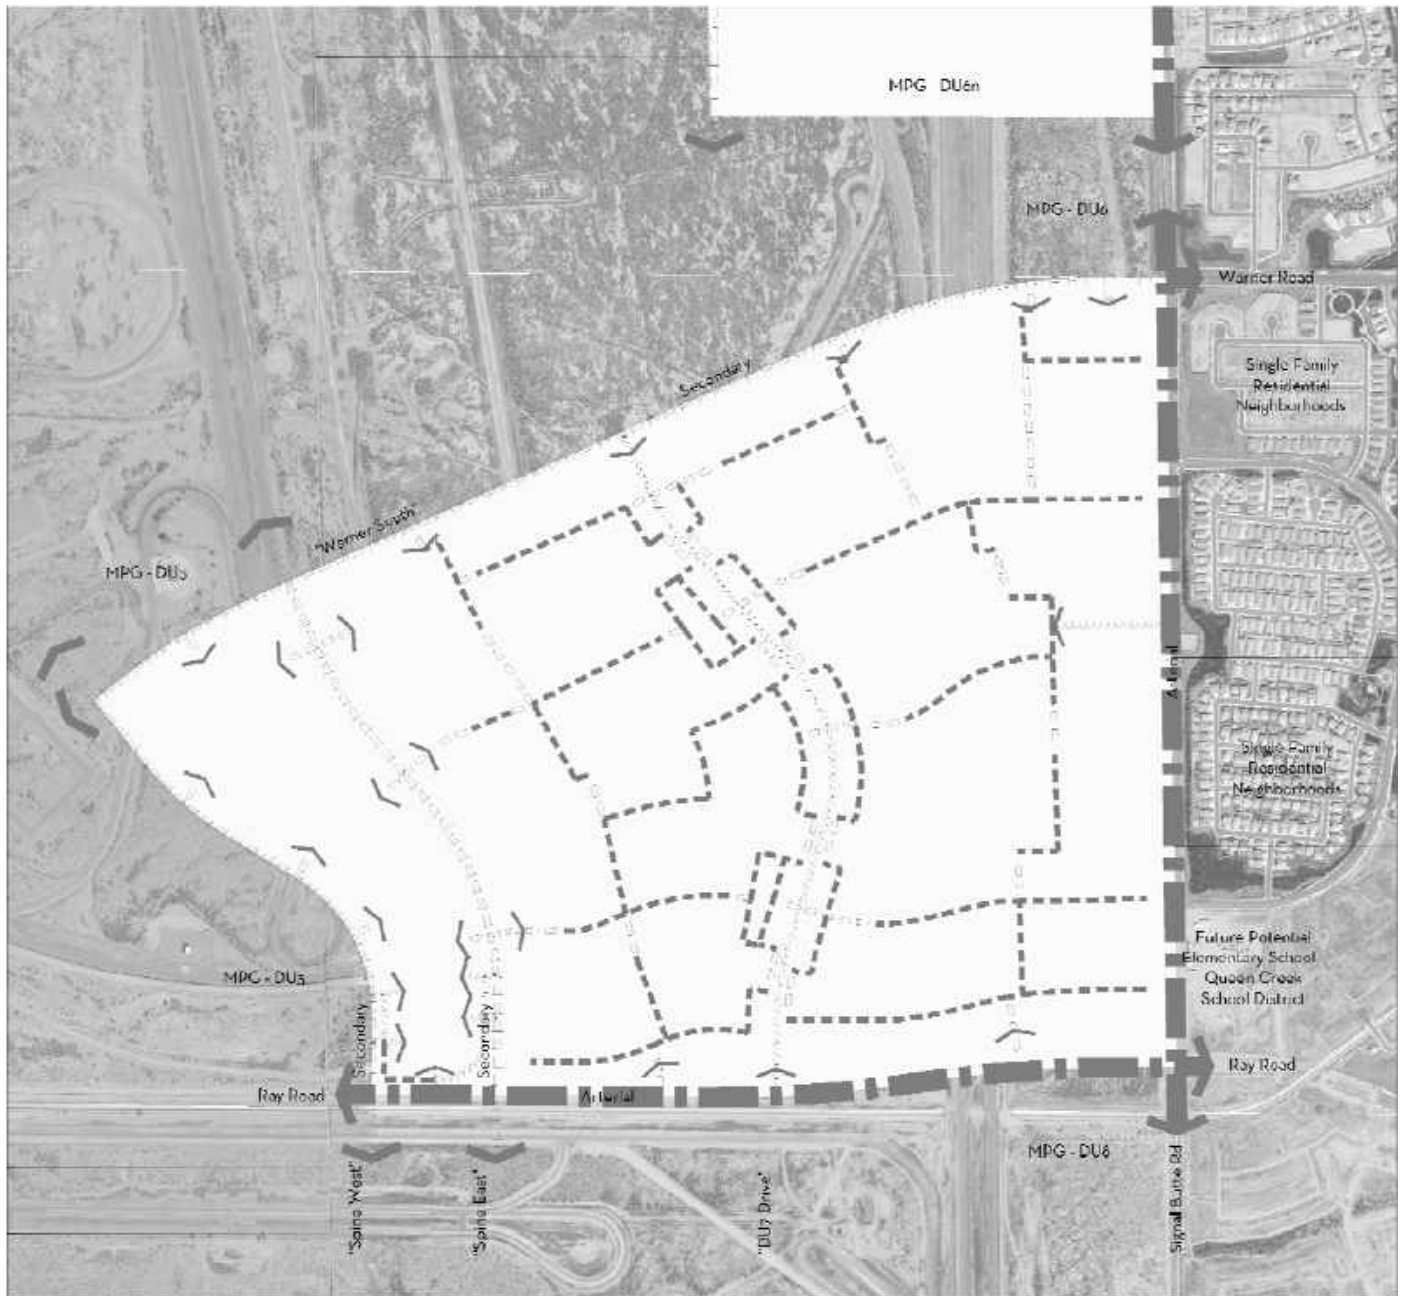 MPG - DU6n
MPG - DU6
Warner Road
Single Family
Residential
Neighborhoods
Secondary
"Warner South"
MPG - DU5
Arterial
Single Family
Residential
Neighborhoods
Future Potential
Elementary School
Queen Creek
School District
MPG - DU5
Secondary
Secondary
Ray Road
Arterial
Ray Road
MPG - DU8
"Spine West"
"Spine East"
"DU7 Drive"
Signal Butte Rd